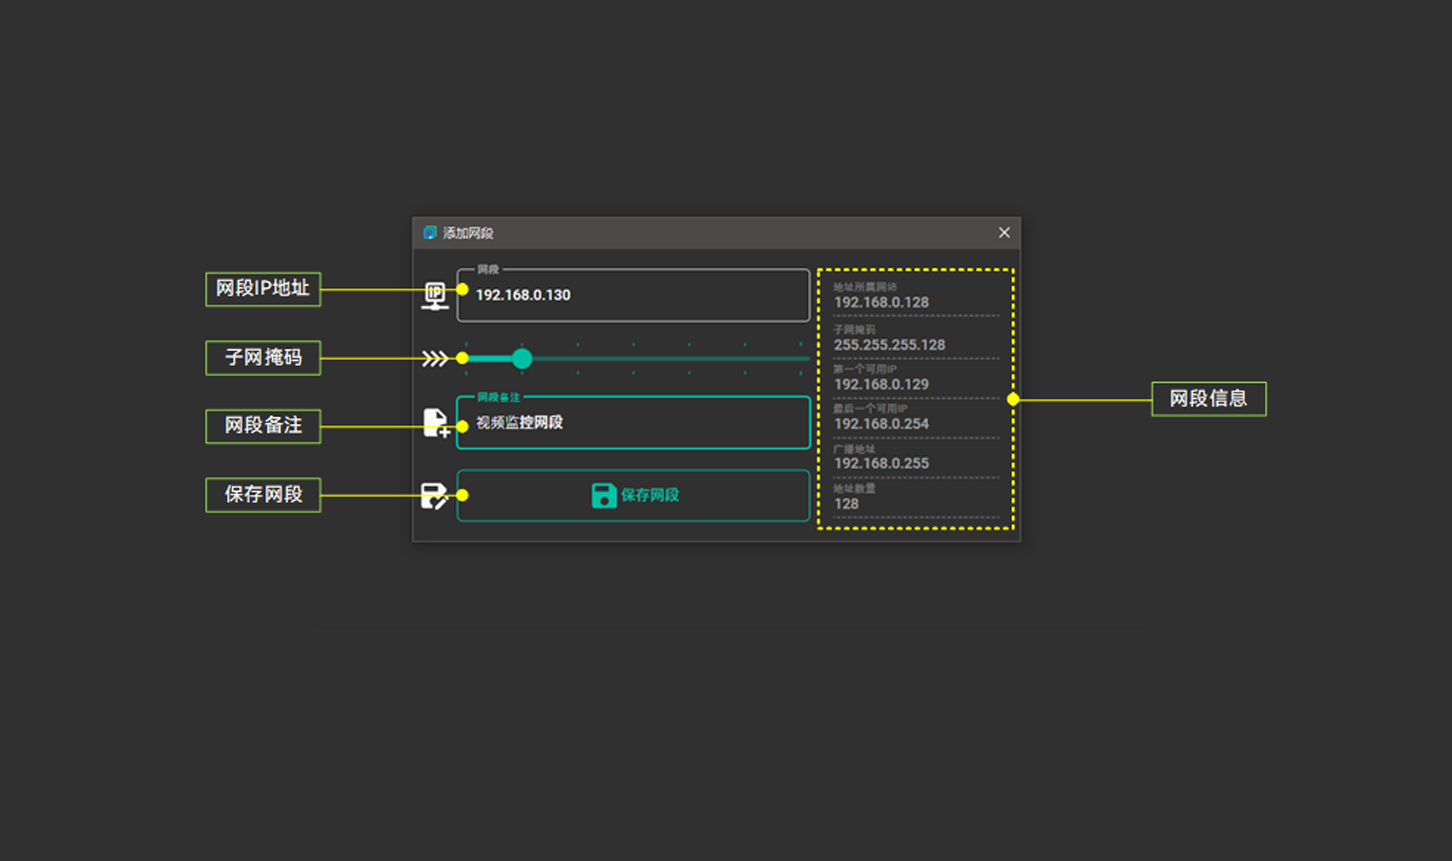 添加网段
网段IP地址
网段
192.168.0.130
子网掩码
网段备注
网段备注
视频监控网段
保存网段
保存网段
地址所属网络
192.168.0.128
子网掩码
255.255.255.128
第一个可用IP
192.168.0.129
最后一个可用IP
192.168.0.254
广播地址
192.168.0.255
地址数量
128
网段信息